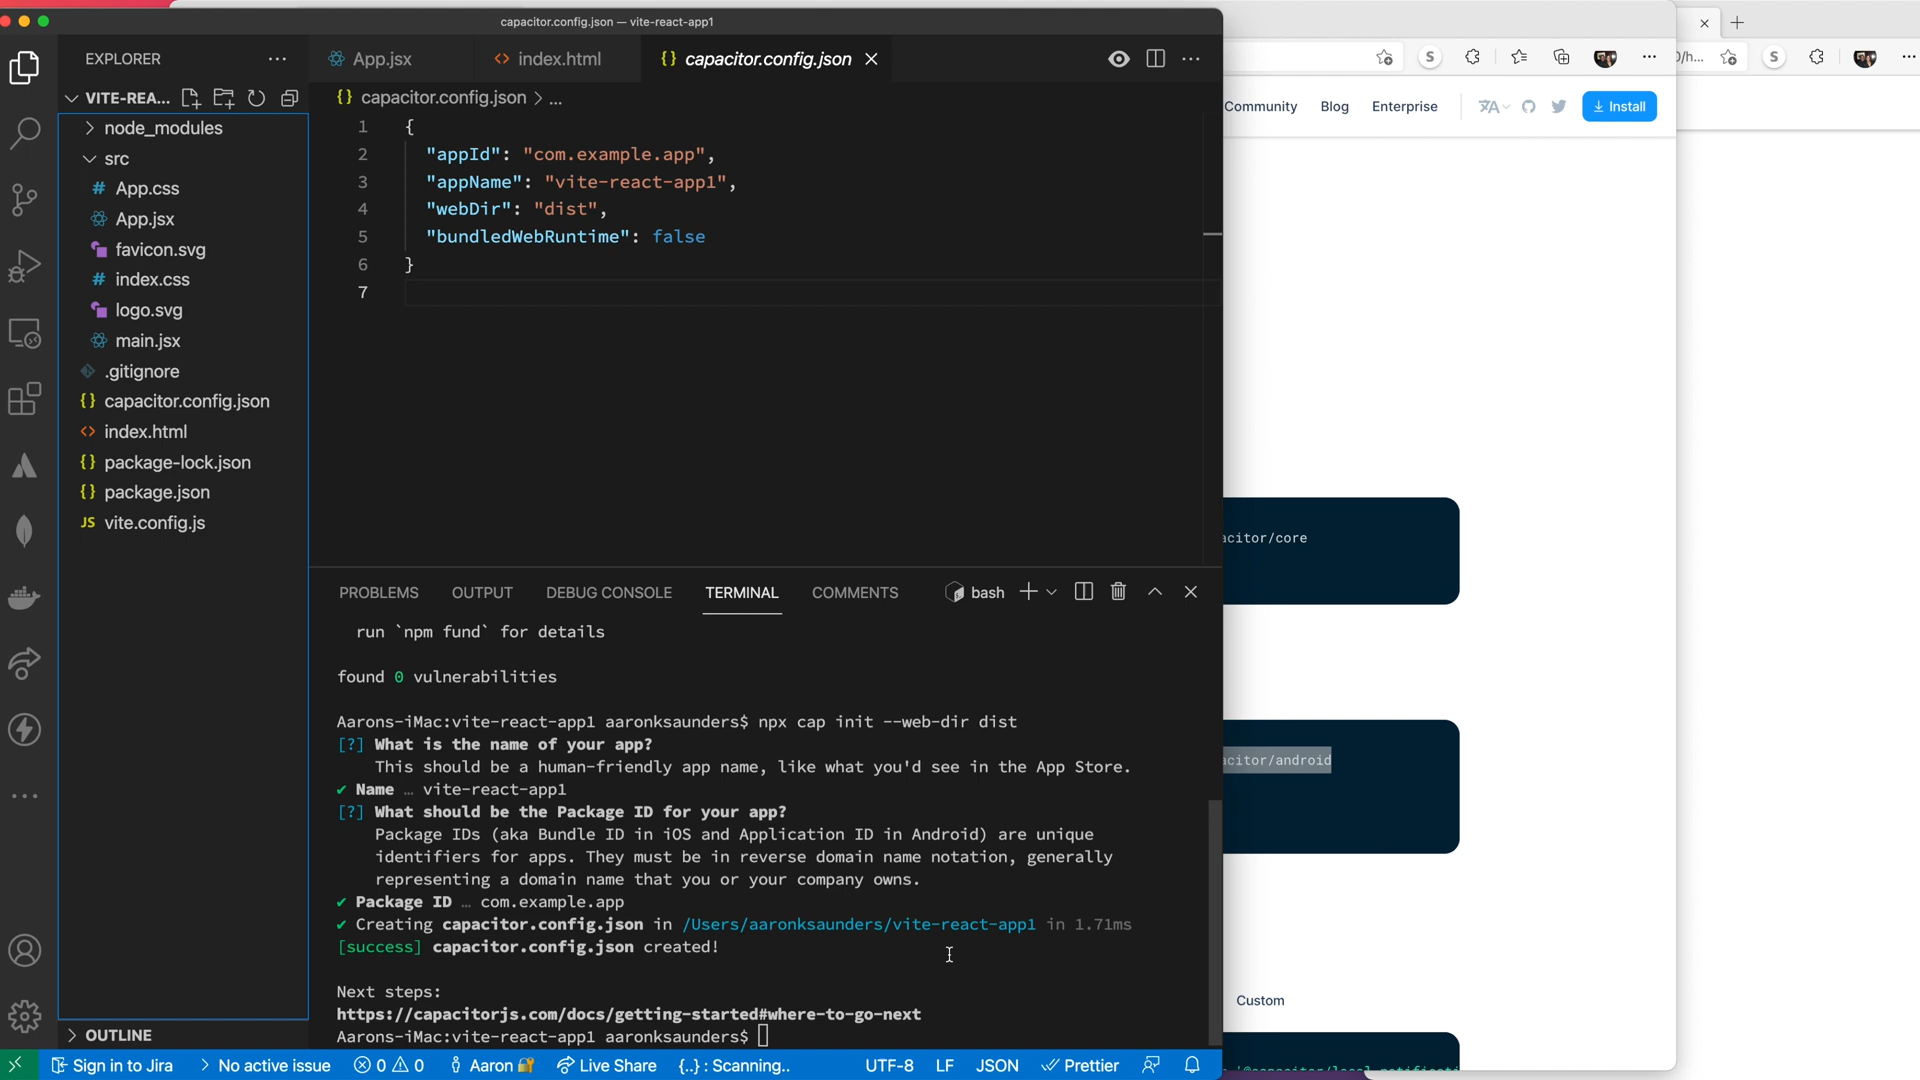 capacitor.config.json — vite-react-app1
EXPLORER
App.jsx
index.html
{} capacitor.config.json
VITE-REA...
{} capacitor.config.json > ...
node_modules
src
# App.css
App.jsx
favicon.svg
# index.css
logo.svg
main.jsx
.gitignore
{} capacitor.config.json
<> index.html
{} package-lock.json
{} package.json
JS vite.config.js
OUTLINE
1 {
2 "appId": "com.example.app",
3 "appName": "vite-react-app1",
4 "webDir": "dist",
5 "bundledWebRuntime": false
6 }
7
PROBLEMS OUTPUT DEBUG CONSOLE TERMINAL COMMENTS
bash
run `npm fund` for details
found 0 vulnerabilities
Aarons-iMac:vite-react-app1 aaronksaunders$ npx cap init --web-dir dist
[?] What is the name of your app?
This should be a human-friendly app name, like what you'd see in the App Store.
✔ Name … vite-react-app1
[?] What should be the Package ID for your app?
Package IDs (aka Bundle ID in iOS and Application ID in Android) are unique
identifiers for apps. They must be in reverse domain name notation, generally
representing a domain name that you or your company owns.
✔ Package ID … com.example.app
✔ Creating capacitor.config.json in /Users/aaronksaunders/vite-react-app1 in 1.71ms
[success] capacitor.config.json created!
Next steps:
https://capacitorjs.com/docs/getting-started#where-to-go-next
Aarons-iMac:vite-react-app1 aaronksaunders$
Sign in to Jira
No active issue
0 0
Aaron
Live Share
{..} : Scanning..
UTF-8
LF
JSON
Prettier
S
)/h...
S
Community
Blog
Enterprise
Install
acitor/core
acitor/android
Custom